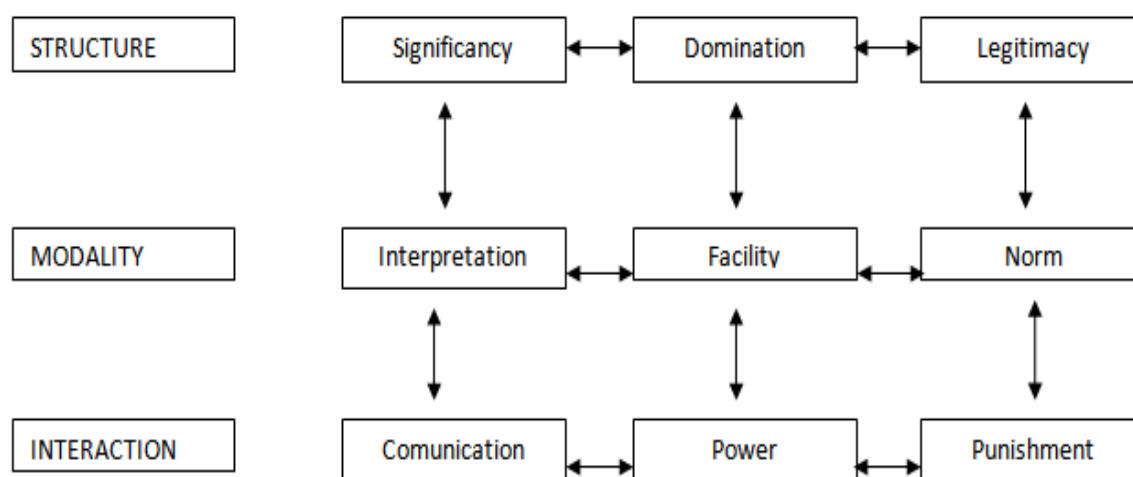 STRUCTURE
Significancy
Domination
Legitimacy
MODALITY
Interpretation
Facility
Norm
INTERACTION
Comunication
Power
Punishment